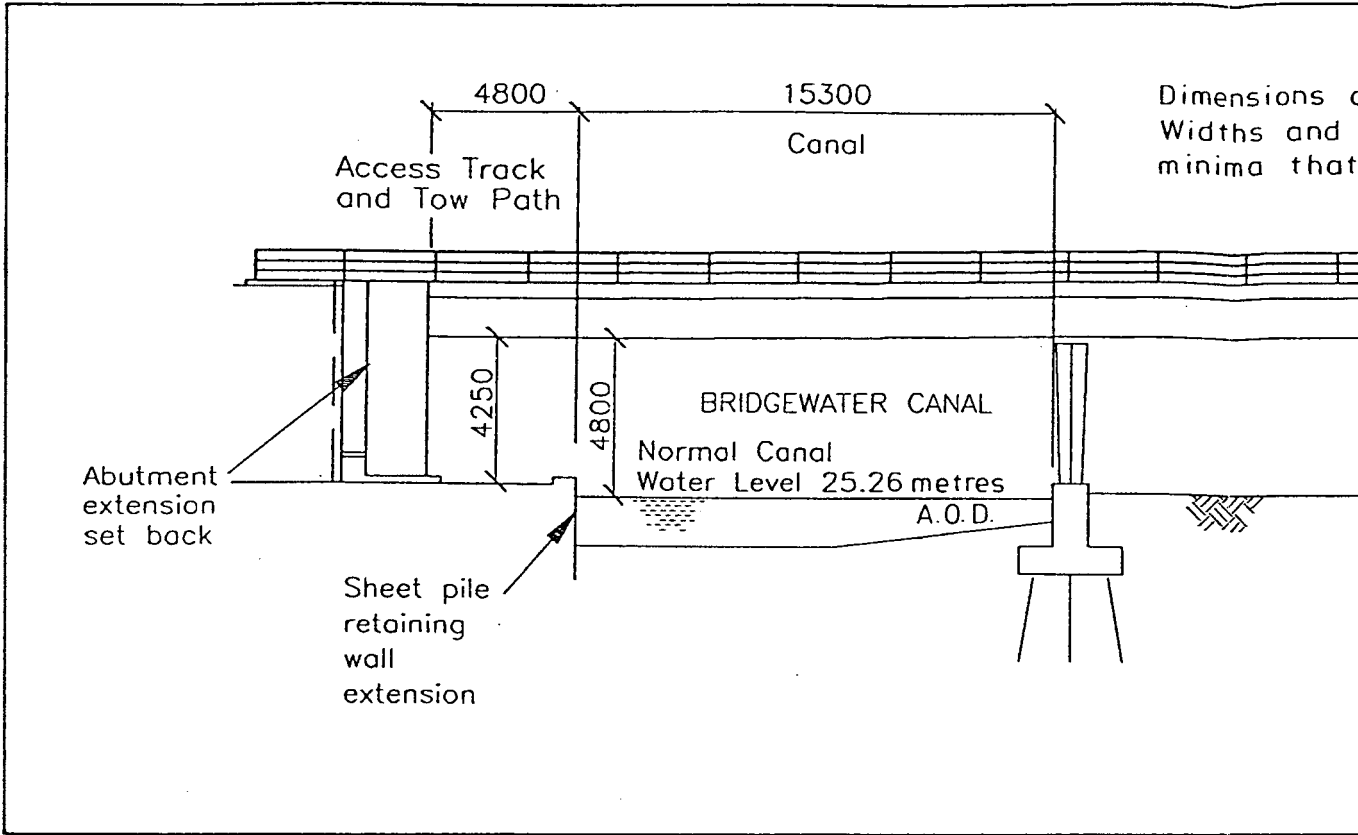 4800
15300
Dimensions
Canal
Widths and
minima that
Access Track
and Tow Path
4250
4800
BRIDGEWATER CANAL
Normal Canal
Water Level 25.26 metres
A.O.D.
Abutment
extension
set back
Sheet pile
retaining
wall
extension